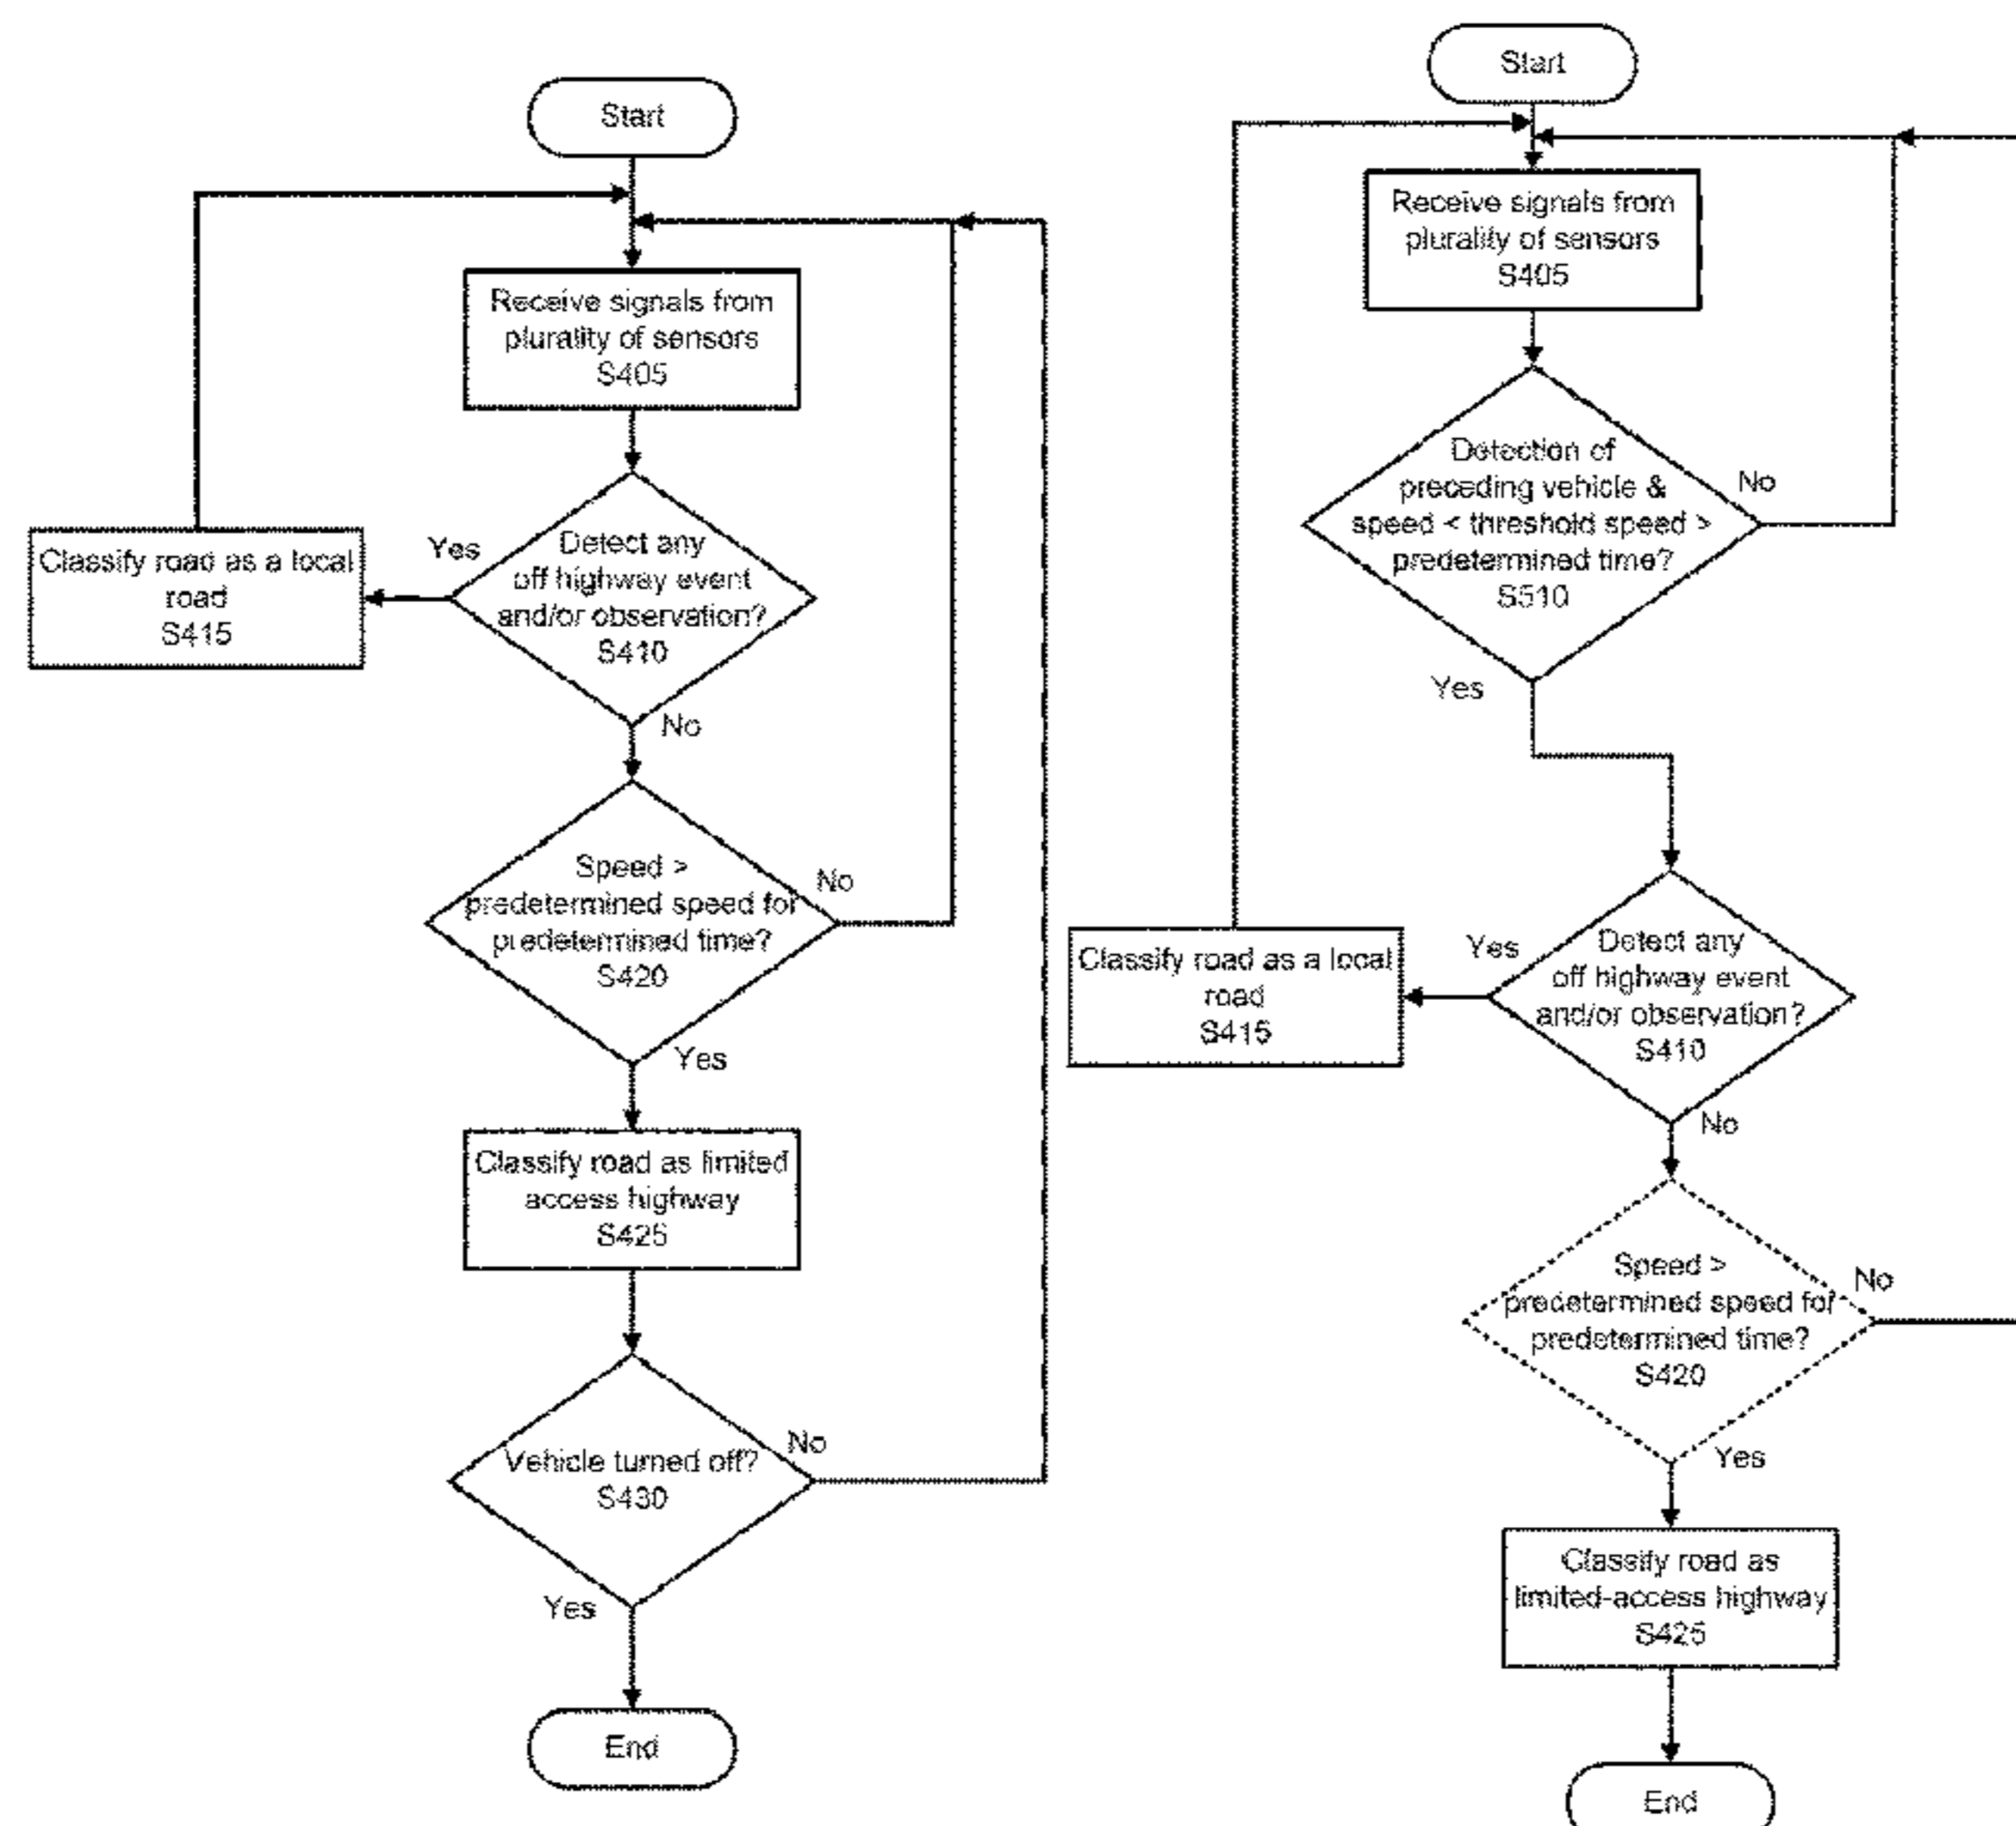 Start
Receive signals from
plurality of sensors
S405
Detect any
off highway event
and/or observation?
S410
Yes
No
Classify road as a local
road
S415
Speed >
predetermined speed for
predetermined time?
S420
No
Yes
Classify road as limited
access highway
S425
Vehicle turned off?
S430
No
Yes
End
Start
Receive signals from
plurality of sensors
S405
Detection of
preceding vehicle &
speed < threshold speed >
predetermined time?
S510
No
Yes
Detect any
off highway event
and/or observation?
S410
Yes
No
Classify road as a local
road
S415
Speed >
predetermined speed for
predetermined time?
S420
No
Yes
Classify road as
limited-access highway
S425
End